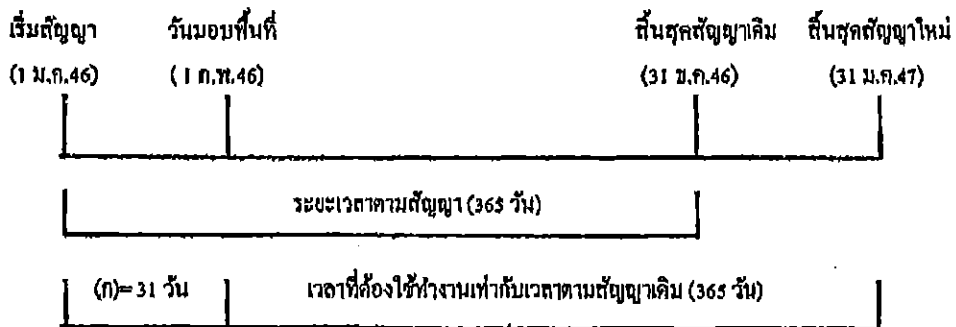 เริ่มสัญญา วันมอบพื้นที่ สิ้นสุดสัญญาเดิม สิ้นสุดสัญญาใหม่
(1 ม.ค.46) (1 ก.พ.46) (31 ธ.ค.46) (31 ม.ค.47)
ระยะเวลาตามสัญญา (365 วัน)
(ก)= 31 วัน เวลาที่ต้องใช้ทำงานเท่ากับเวลาตามสัญญาเดิม (365 วัน)